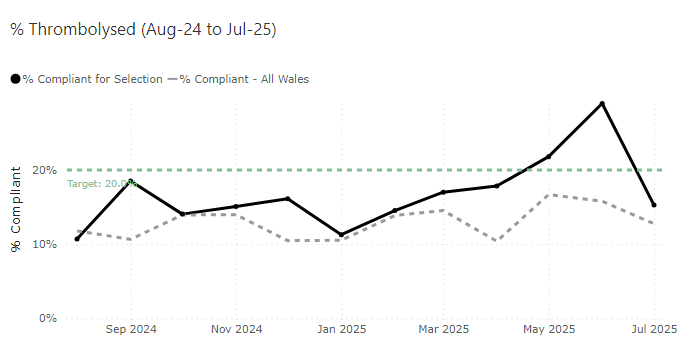 % Thrombolysed (Aug-24 to Jul-25)
% Compliant for Selection % Compliant - All Wales
% Compliant
20%
Target: 20.0%
10%
0%
Sep 2024 Nov 2024 Jan 2025 Mar 2025 May 2025 Jul 2025